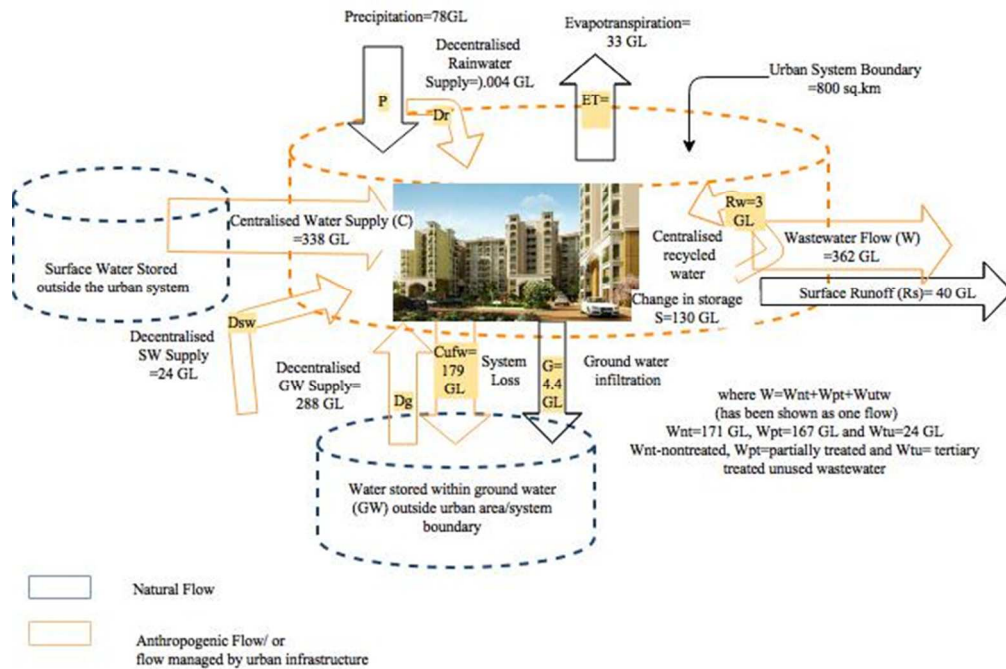 Precipitation=78GL
Evapotranspiration=
33 GL
Decentralised
Rainwater
Supply=).004 GL
Urban System Boundary
=800 sq.km
P
Dr
ET=
Rw=3
GL
Centralised Water Supply (C)
=338 GL
Centralised
recycled
water
Wastewater Flow (W)
=362 GL
Surface Water Stored
outside the urban system
Change in storage
S=130 GL
Surface Runoff (Rs)= 40 GL
Dsw
Decentralised
SW Supply
=24 GL
Decentralised
GW Supply=
288 GL
Dg
Cufw=
179
GL
System
Loss
G=
4.4
GL
Ground water
infiltration
where W=Wnt+Wpt+Wutw
(has been shown as one flow)
Wnt=171 GL, Wpt=167 GL and Wtu=24 GL
Wnt-nontreated, Wpt=partially treated and Wtu= tertiary
treated unused wastewater
Water stored within ground water
(GW) outside urban area/system
boundary
Natural Flow
Anthropogenic Flow/ or
flow managed by urban infrastructure